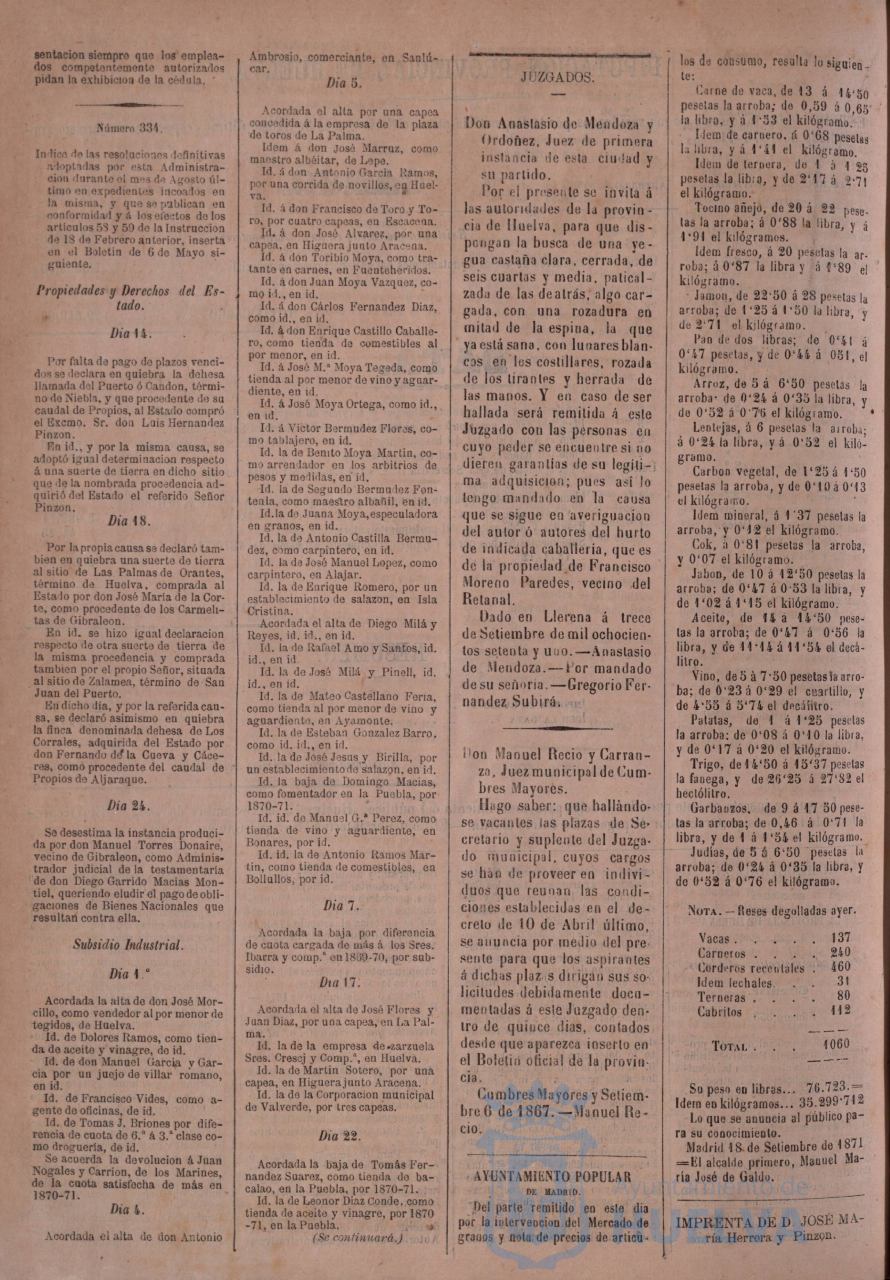 sentacion siempre que los emplea-
dos competentemente autorizados
pidan la exhibicion de la cédula.
Número 334.
Indice de las resoluciones definitivas
adoptadas por esta Administra-
cion durante el mes de Agosto úl-
timo en expedientes incoados en
la misma, y que se publican en
conformidad y á los efectos de los
artículos 58 y 59 de la Instruccion
de 18 de Febrero anterior, inserta
en el Boletin de 6 de Mayo si-
guiente.
Propiedades y Derechos del Es-
tado.
Dia 14.
Por falta de pago de plazos venci-
dos se declara en quiebra la dehesa
llamada del Puerto ó Candon, térmi-
no de Niebla, y que procedente de su
caudal de Propios, al Estado compró
el Excmo. Sr. don Luis Hernandez
Pinzon.
En id., y por la misma causa, se
adoptó igual determinacion respecto
á una suerte de tierra en dicho sitio
que de la nombrada procedencia ad-
quirió del Estado el referido Señor
Pinzon.
Dia 18.
Por la propia causa se declaró tam-
bien en quiebra una suerte de tierra
al sitio de Las Palmas de Orantes,
término de Huelva, comprada al
Estado por don José María de la Cor-
te, como procedente de los Carmeli-
tas de Gibraleon.
En id. se hizo igual declaracion
respecto de otra suerte de tierra de
la misma procedencia y comprada
tambien por el propio Señor, situada
al sitio de Zalamea, término de San
Juan del Puerto.
En dicho dia, y por la referida cau-
sa, se declaró asimismo en quiebra
la finca denominada dehesa de Los
Corrales, adquirida del Estado por
don Fernando de la Cueva y Cáce-
res, como procedente del caudal de
Propios de Aljaraque.
Dia 24.
Se desestima la instancia produci-
da por don Manuel Torres Donaire,
vecino de Gibraleon, como Adminis-
trador judicial de la testamentaría
de don Diego Garrido Macias Mon-
tiel, queriendo eludir el pago de obli-
gaciones de Bienes Nacionales que
resultan contra ella.
Subsidio Industrial.
Dia 1.º
Acordada la alta de don José Mor-
cillo, como vendedor al por menor de
tegidos, de Huelva.
Id. de Dolores Ramos, como tien-
da de aceite y vinagre, de id.
Id. de don Manuel Garcia y Gar-
cia por un juejo de villar romano,
en id.
Id. de Francisco Vides, como a-
gente de oficinas, de id.
Id. de Tomas J. Briones por dife-
rencia de cuota de 6.ª á 3.ª clase co-
mo droguería, de id.
Se acuerda la devolucion á Juan
Nogales y Carrion, de los Marines,
de la cuota satisfecha de más en
1870-71.
Dia 4.
Acordada el alta de don Antonio
Ambrosio, comerciante, en Sanlú-
car.
Dia 5.
Acordada el alta por una capea
concedida á la empresa de la plaza
de toros de La Palma.
Idem á don José Marruz, como
maestro albéitar, de Lepe.
Id. á don Antonio Garcia Ramos,
por una corrida de novillos, en Huel-
va.
Id. á don Francisco de Toro y To-
ro, por cuatro capeas, en Escacena.
Id. á don José Alvarez, por una
capea, en Higuera junto Aracena.
Id. á don Toribio Moya, como tra-
tante en carnes, en Fuenteheridos.
Id. á don Juan Moya Vazquez, co-
mo id., en id.
Id. á don Cárlos Fernandez Diaz,
como id., en id.
Id. á don Enrique Castillo Caballe-
ro, como tienda de comestibles al
por menor, en id.
Id. á José M.ª Moya Tegeda, como
tienda al por menor de vino y aguar-
diente, en id.
Id. á José Moya Ortega, como id.,
en id.
Id. á Victor Bermudez Flores, co-
mo tablajero, en id.
Id. la de Benito Moya Martin, co-
mo arrendador en los arbitrios de
pesos y medidas, en id.
Id. la de Segundo Bermudez Fon-
tenla, como maestro albañil, en id.
Id. la de Juana Moya, especuladora
en granos, en id.
Id. la de Antonio Castilla Bermu-
dez, como carpintero, en id.
Id. la de José Manuel Lopez, como
carpintero, en Alajar.
Id. la de Enrique Romero, por un
establecimiento de salazon, en Isla
Cristina.
Acordada el alta de Diego Milá y
Reyes, id. id., en id.
Id. la de Rafael Amo y Santos, id.
id., en id.
Id. la de José Milá y Pinell, id.
id., en id.
Id. la de Mateo Castellano Feria,
como tienda al por menor de vino y
aguardiente, en Ayamonte.
Id. la de Esteban Gonzalez Barro,
como id. id., en id.
Id. la de José Jesus y Birilla, por
un establecimiento de salazon, en id.
Id. la baja de Domingo Macias,
como fomentador en la Puebla, por
1870-71.
Id. id. de Manuel G.ª Perez, como
tienda de vino y aguardiente, en
Bonares, por id.
Id. id. la de Antonio Ramos Mar-
tin, como tienda de comestibles, en
Bollullos, por id.
Dia 7.
Acordada la baja por diferencia
de cuota cargada de más á los Sres.
Ibarra y comp.ª en 1869-70, por sub-
sidio.
Dia 17.
Acordada el alta de José Flores y
Juan Diaz, por una capea, en La Pal-
ma.
Id. la de la empresa de zarzuela
Sres. Crescj y Comp.ª, en Huelva.
Id. la de Martin Sotero, por una
capea, en Higuera junto Aracena.
Id. la de la Corporacion municipal
de Valverde, por tres capeas.
Dia 22.
Acordada la baja de Tomás Fer-
nandez Suarez, como tienda de ba-
calao, en la Puebla, por 1870-71.
Id. la de Leonor Diaz Conde, como
tienda de aceite y vinagre, por 1870
-71, en la Puebla.
(Se continuará.)
JUZGADOS.
Don Anastasio de Mendoza y
Ordoñez, Juez de primera
instancia de esta ciudad y
su partido.
Por el presente se invita á
las autoridades de la provin-
cia de Huelva, para que dis-
pongan la busca de una ye-
gua castaña clara, cerrada, de
seis cuartas y media, patical-
zada de las dealtrás, algo car-
gada, con una rozadura en
mitad de la espina, la que
ya está sana, con lunares blan-
cos en les costillares, rozada
de los tirantes y herrada de
las manos. Y en caso de ser
hallada será remitida á este
Juzgado con las personas en
cuyo peder se encuentre si no
dieren garantías de su legíti-
ma adquisicion; pues así lo
tengo mandado en la causa
que se sigue en averiguacion
del autor ó autores del hurto
de indicada caballería, que es
de la propiedad de Francisco
Moreno Paredes, vecino del
Retanal.
Dado en Llerena á trece
de Setiembre de mil ochocien-
tos setenta y uno.—Anastasio
de Mendoza.—Por mandado
de su señoría.—Gregorio Fer-
nandez Subirá.
Don Manuel Recio y Carran-
za, Juez municipal de Cum-
bres Mayores.
Hago saber: que hallándo-
se vacantes las plazas de Se-
cretario y suplente del Juzga-
do municipal, cuyos cargos
se han de proveer en indivi-
duos que reunan las condi-
ciones establecidas en el de-
creto de 10 de Abril último,
se anuncia por medio del pre-
sente para que los aspirantes
á dichas plazas dirijan sus so-
licitudes debidamente docu-
mentadas á este Juzgado den-
tro de quince dias, contados
desde que aparezca inserto en
el Boletin oficial de la provin-
cia.
Cumbres Mayores y Setiem-
bre 6 de 1867.—Manuel Re-
cio.
AYUNTAMIENTO POPULAR
DE MADRID.
Del parte remitido en este dia
por la intervencion del Mercado de
granos y nota de precios de artícu-
los de consumo, resulta lo siguien-
te:
Carne de vaca, de 13 á 14'50
pesetas la arroba; de 0,59 á 0,65
la libra, y á 1'53 el kilógramo.
Idem de carnero, á 0'68 pesetas
la libra, y á 1'41 el kilógramo.
Idem de ternera, de 1 á 1 25
pesetas la libra, y de 2'17 á 2'71
el kilógramo.
Tocino añejo, de 20 á 22 pese-
tas la arroba; á 0'88 la libra, y á
1'91 el kilógramos.
Idem fresco, á 20 pesetas la ar-
roba; á 0'87 la libra y á 1'89 el
kilógramo.
Jamon, de 22'50 á 28 pesetas la
arroba; de 1'25 á 1'50 la libra, y
de 2'71 el kilógramo.
Pan de dos libras; de 0'41 á
0'47 pesetas, y de 0'44 á 051, el
kilógramo.
Arroz, de 5 á 6'50 pesetas la
arroba; de 0'24 á 0'35 la libra, y
de 0'52 á 0'76 el kilógramo.
Lentejas, á 6 pesetas la arroba;
á 0'24 la libra, y á 0'52 el kiló-
gramo.
Carbon vegetal, de 1'25 á 1'50
pesetas la arroba, y de 0'10 á 0'13
el kilógramo.
Idem mineral, á 1'37 pesetas la
arroba, y 0'12 el kilógramo.
Cok, á 0'81 pesetas la arroba,
y 0'07 el kilógramo.
Jabon, de 10 á 12'50 pesetas la
arroba; de 0'47 á 0'53 la libra, y
de 1'02 á 1'15 el kilógramo.
Aceite, de 14 a 14'50 pese-
tas la arroba; de 0'47 á 0'56 la
libra, y de 11'14 á 11'54 el decá-
litro.
Vino, de 5 á 7'50 pesetas la arro-
ba; de 0'23 á 0'29 el cuartillo, y
de 4'55 á 5'74 el decálitro.
Patatas, de 1 á 1'25 pesetas
la arroba: de 0'08 á 0'10 la libra,
y de 0'17 á 0'20 el kilógramo.
Trigo, de 14'50 á 15'37 pesetas
la fanega, y de 26'25 á 27'82 el
hectólitro.
Garbanzos, de 9 á 17 50 pese-
tas la arroba; de 0,46 á 0'71 la
libra, y de 1 á 1'54 el kilógramo.
Judías, de 5 á 6'50 pesetas la
arroba; de 0'24 á 0'35 la libra, y
de 0'52 á 0'76 el kilógramo.
NOTA.—Reses degolladas ayer.
Vacas . . . . . 137
Carneros . . . . 240
Corderos recentales . 460
Idem lechales. . . 31
Terneras . . . . 80
Cabritos . . . . 112
TOTAL . . . 1060
Su peso en libras... 76.723.=
Idem en kilógramos... 35.299'712
Lo que se anuncia al público pa-
ra su conocimiento.
Madrid 18 de Setiembre de 1871
=El alcalde primero, Manuel Ma-
ría José de Galdo.
IMPRENTA DE D. JOSÉ MA-
ría Herrera y Pinzon.